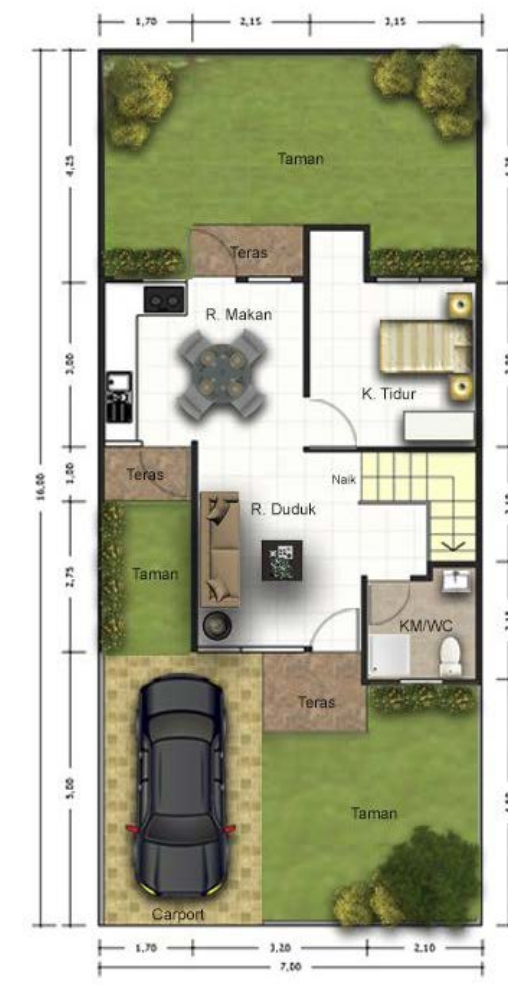 1,70 2,15 3,15
Taman
4,25
Teras
R. Makan
3,00
K. Tidur
Teras
1,00
Naik
16,00
R. Duduk
Taman
2,75
KM/WC
Teras
5,00
Taman
Carport
1,70 3,20 2,10
7,00